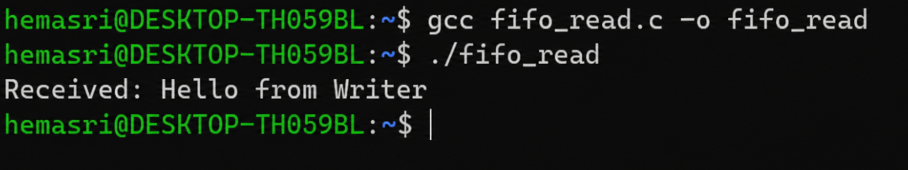 hemasri@DESKTOP-TH059BL:~$ gcc fifo_read.c -o fifo_read
hemasri@DESKTOP-TH059BL:~$ ./fifo_read
Received: Hello from Writer
hemasri@DESKTOP-TH059BL:~$